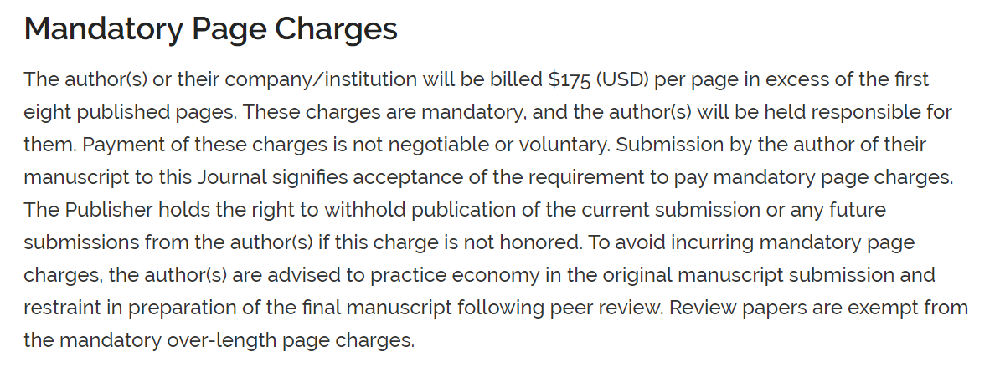 Mandatory Page Charges
The author(s) or their company/institution will be billed $175 (USD) per page in excess of the first
eight published pages. These charges are mandatory, and the author(s) will be held responsible for
them. Payment of these charges is not negotiable or voluntary. Submission by the author of their
manuscript to this Journal signifies acceptance of the requirement to pay mandatory page charges.
The Publisher holds the right to withhold publication of the current submission or any future
submissions from the author(s) if this charge is not honored. To avoid incurring mandatory page
charges, the author(s) are advised to practice economy in the original manuscript submission and
restraint in preparation of the final manuscript following peer review. Review papers are exempt from
the mandatory over-length page charges.